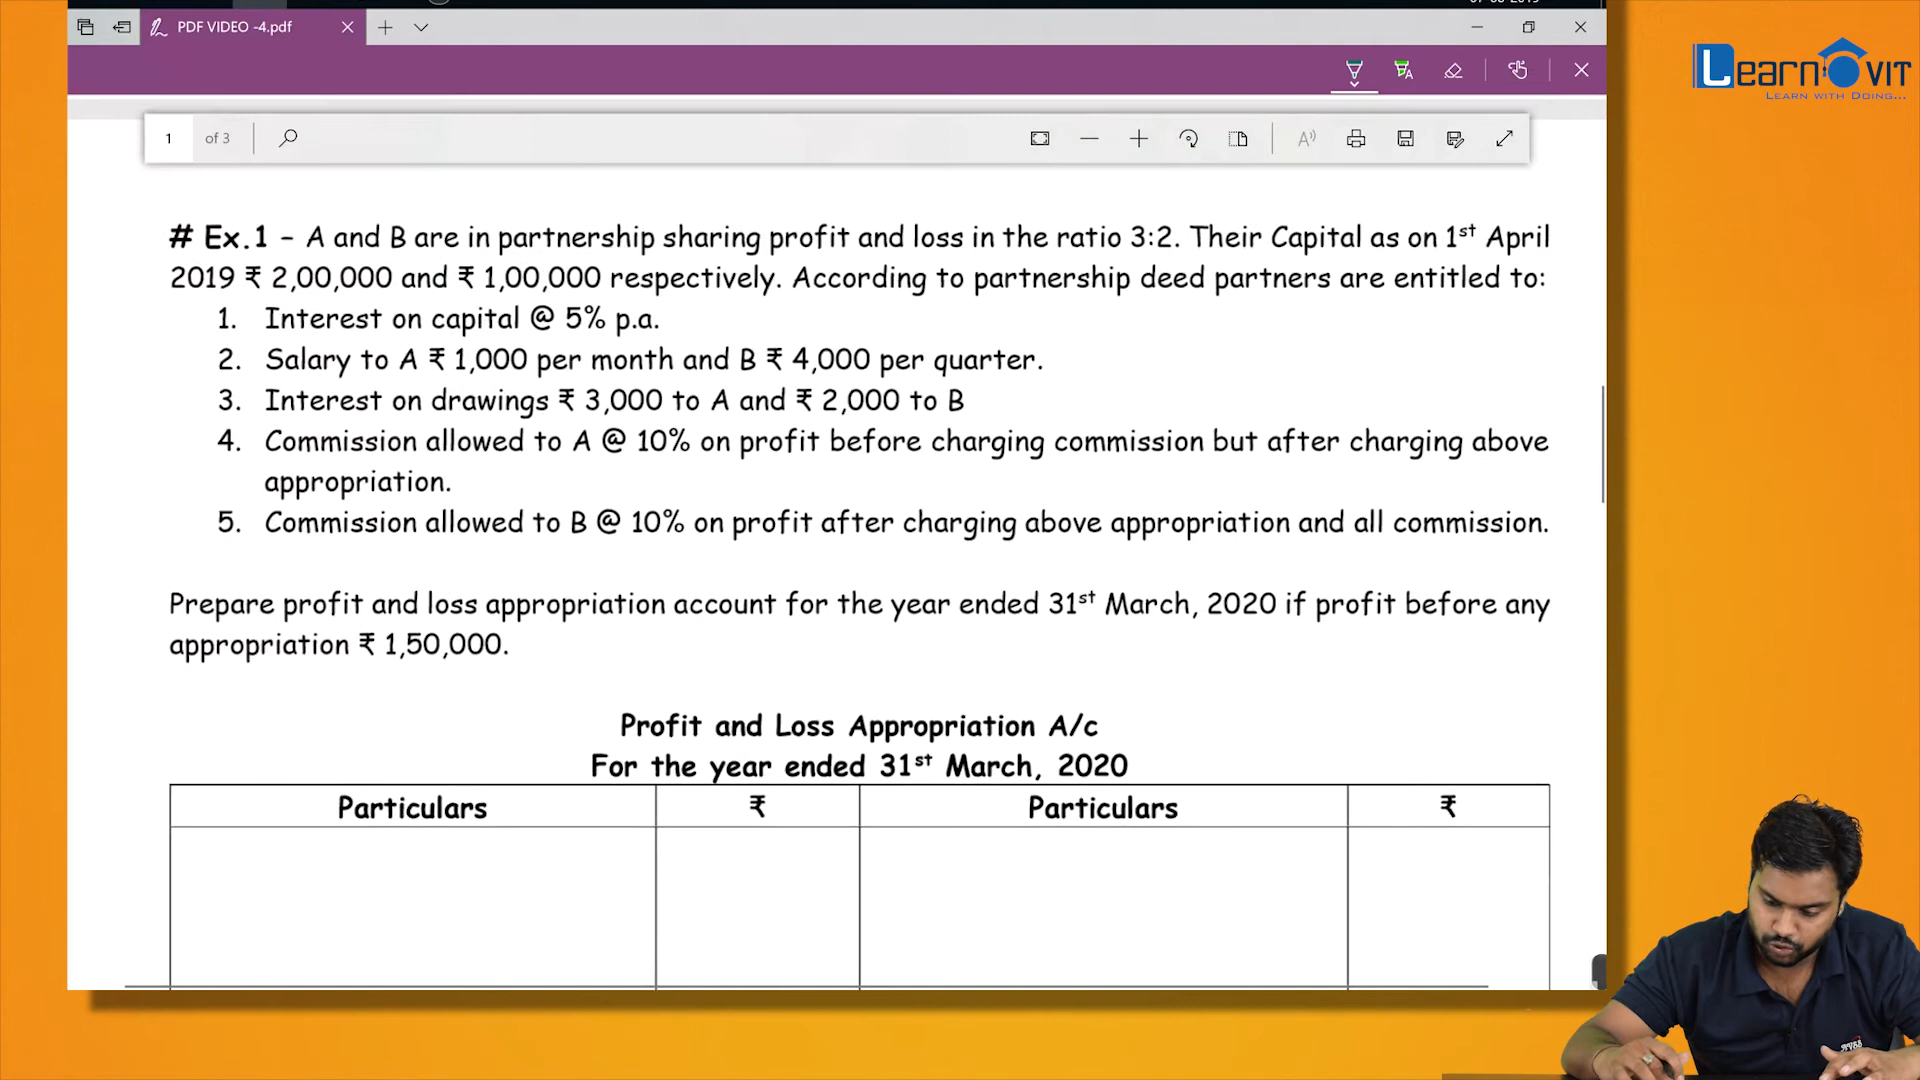 PDF VIDEO -4.pdf
LearnOVIT
LEARN WITH DOING...
1 of 3
# Ex.1 - A and B are in partnership sharing profit and loss in the ratio 3:2. Their Capital as on 1st April
2019 ₹ 2,00,000 and ₹ 1,00,000 respectively. According to partnership deed partners are entitled to:
1. Interest on capital @ 5% p.a.
2. Salary to A ₹ 1,000 per month and B ₹ 4,000 per quarter.
3. Interest on drawings ₹ 3,000 to A and ₹ 2,000 to B
4. Commission allowed to A @ 10% on profit before charging commission but after charging above
appropriation.
5. Commission allowed to B @ 10% on profit after charging above appropriation and all commission.
Prepare profit and loss appropriation account for the year ended 31st March, 2020 if profit before any
appropriation ₹ 1,50,000.
Profit and Loss Appropriation A/c
For the year ended 31st March, 2020
Particulars ₹ Particulars ₹